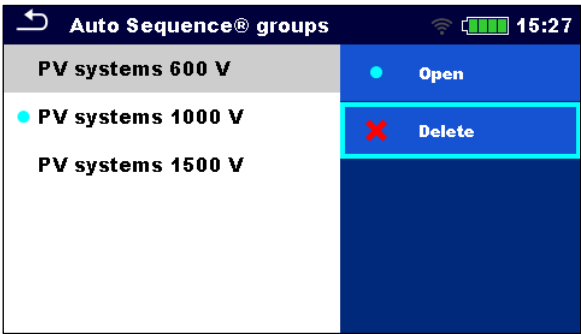 Auto Sequence® groups 15:27
PV systems 600 V
Open
PV systems 1000 V
Delete
PV systems 1500 V